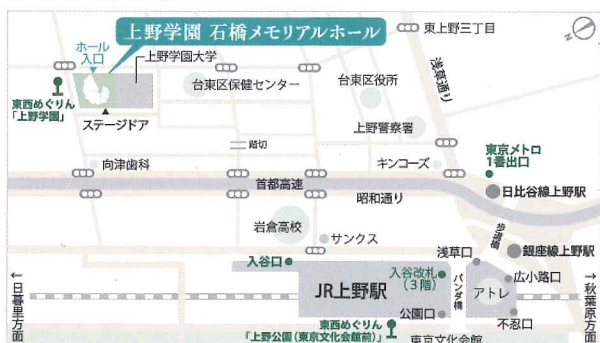 上野学園 石橋メモリアルホール
東上野三丁目
ホール
入口
上野学園大学
浅草通り
台東区保健センター
台東区役所
東西めぐりん
「上野学園」
ステージドア
上野警察署
踏切
東京メトロ
1番出口
向津歯科
キンコーズ
首都高速
日比谷線上野駅
昭和通り
岩倉高校
歩道橋
サンクス
浅草口
銀座線上野駅
入谷口
入谷改札
(3階)
広小路口
←日暮里方面
JR上野駅
パンダ橋
アトレ
→秋葉原方面
公園口
不忍口
東西めぐりん
「上野公園(東京文化会館前)」
東京文化会館
N